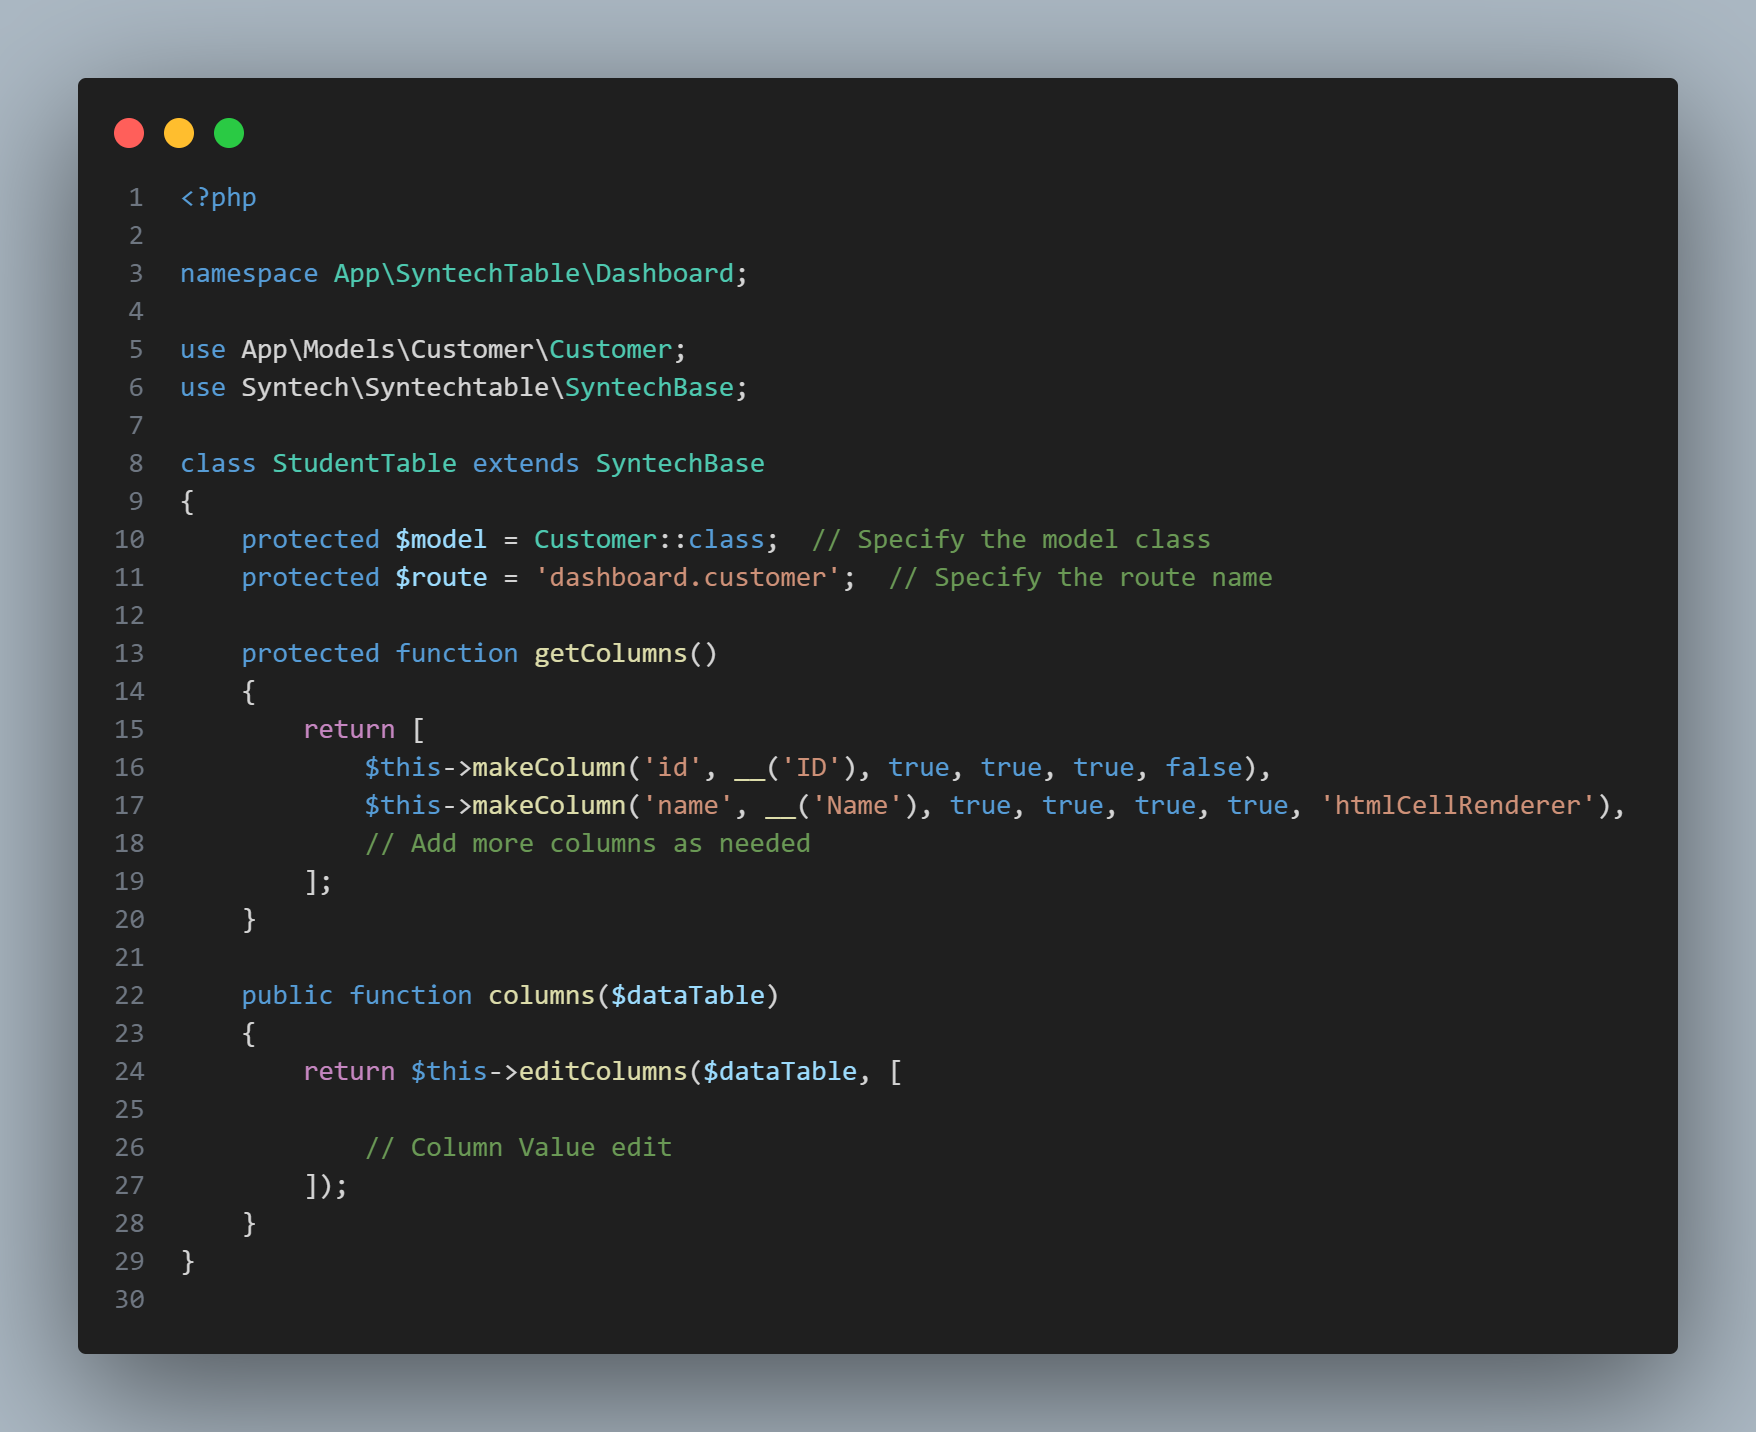 1 <?php
2
3 namespace App\SyntechTable\Dashboard;
4
5 use App\Models\Customer\Customer;
6 use Syntech\Syntechtable\SyntechBase;
7
8 class StudentTable extends SyntechBase
9 {
10     protected $model = Customer::class;  // Specify the model class
11     protected $route = 'dashboard.customer';  // Specify the route name
12
13     protected function getColumns()
14     {
15         return [
16             $this->makeColumn('id', __('ID'), true, true, true, false),
17             $this->makeColumn('name', __('Name'), true, true, true, true, 'htmlCellRenderer'),
18             // Add more columns as needed
19         ];
20     }
21
22     public function columns($dataTable)
23     {
24         return $this->editColumns($dataTable, [
25
26             // Column Value edit
27         ]);
28     }
29 }
30